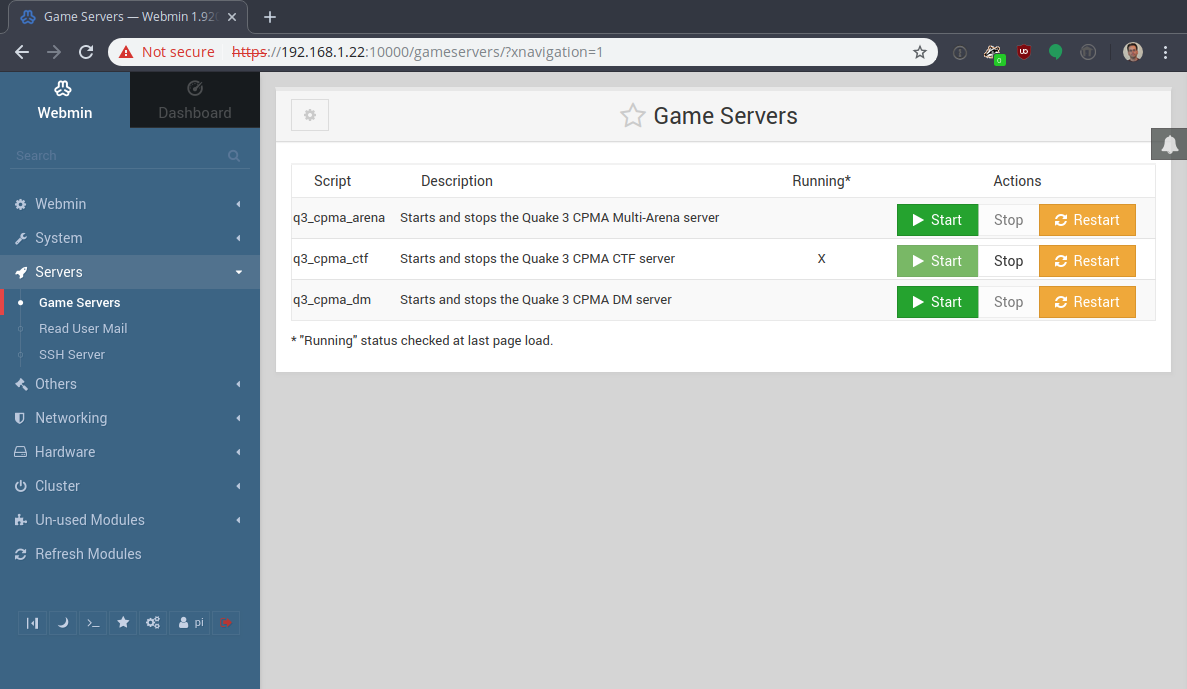 Game Servers — Webmin 1.920
Not secure https://192.168.1.22:10000/gameservers/?xnavigation=1
UD
0
Webmin
Dashboard
Search
Webmin
System
Servers
Game Servers
Read User Mail
SSH Server
Others
Networking
Hardware
Cluster
Un-used Modules
Refresh Modules
>_
pi
Game Servers
Script Description Running* Actions
q3_cpma_arena Starts and stops the Quake 3 CPMA Multi-Arena server Start Stop Restart
q3_cpma_ctf Starts and stops the Quake 3 CPMA CTF server X Start Stop Restart
q3_cpma_dm Starts and stops the Quake 3 CPMA DM server Start Stop Restart
* "Running" status checked at last page load.